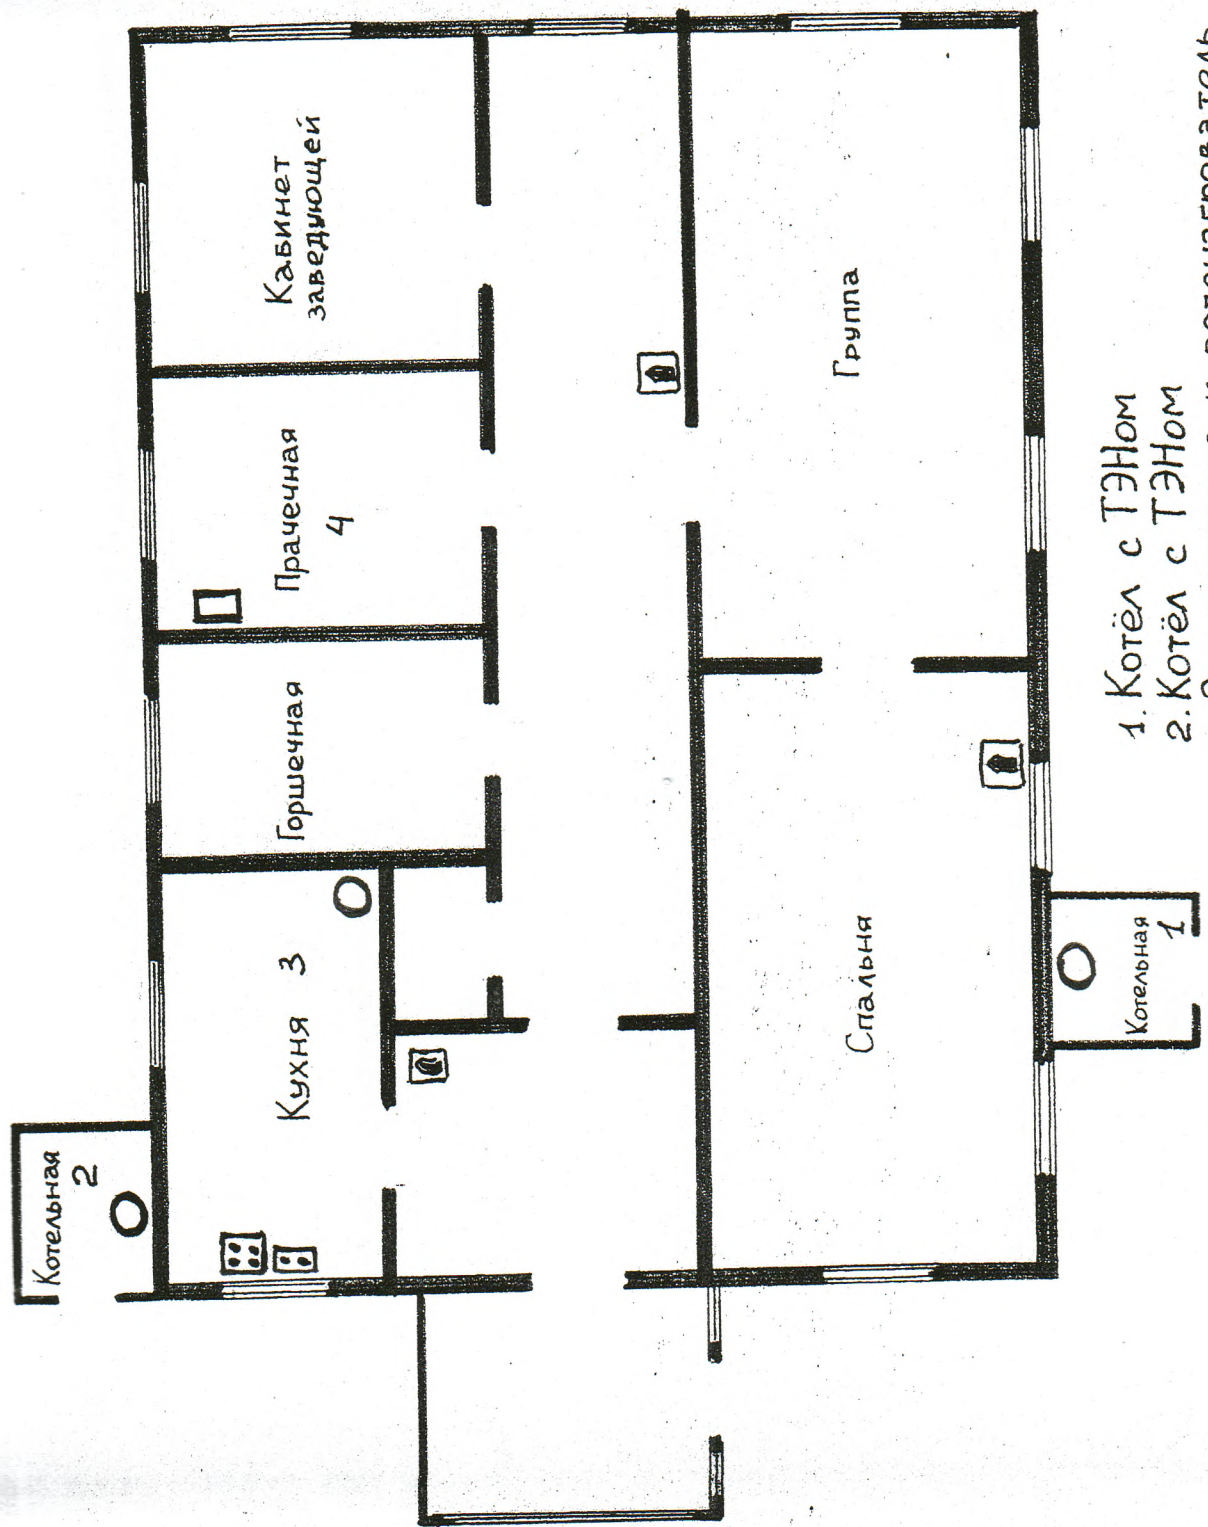 Котельная
2
Кухня 3
Горшечная
Прачечная
4
Кабинет
заведующей
Спальня
Группа
Котельная
1
1. Котёл с ТЭНом
2. Котёл с ТЭНом